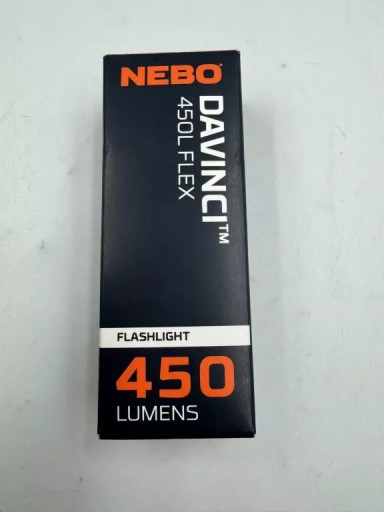 NEBO®
DAVINCI™
450L FLEX
FLASHLIGHT
450
LUMENS